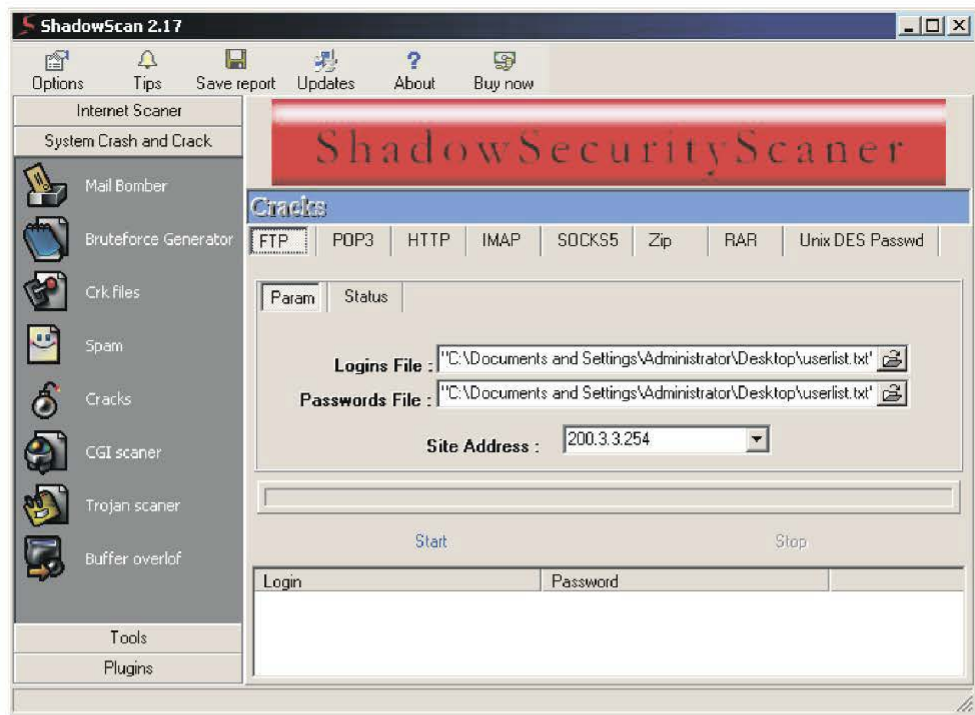 ShadowScan 2.17
Options Tips Save report Updates About Buy now
Internet Scaner
System Crash and Crack
Mail Bomber
Bruteforce Generator
Crk files
Spam
Cracks
CGI scaner
Trojan scaner
Buffer overlof
Tools
Plugins
ShadowSecurityScaner
Cracks
FTP POP3 HTTP IMAP SOCKS5 Zip RAR Unix DES Passwd
Param Status
Logins File : "C:\Documents and Settings\Administrator\Desktop\userlist.txt"
Passwords File : "C:\Documents and Settings\Administrator\Desktop\userlist.txt"
Site Address : 200.3.3.254
Start Stop
Login Password